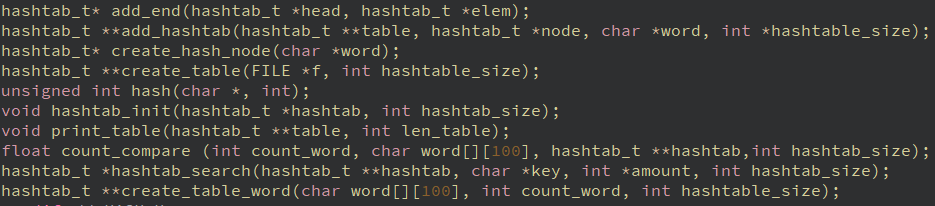 hashtab_t* add_end(hashtab_t *head, hashtab_t *elem);
hashtab_t **add_hashtab(hashtab_t **table, hashtab_t *node, char *word, int *hashtable_size);
hashtab_t* create_hash_node(char *word);
hashtab_t **create_table(FILE *f, int hashtable_size);
unsigned int hash(char *, int);
void hashtab_init(hashtab_t *hashtab, int hashtab_size);
void print_table(hashtab_t **table, int len_table);
float count_compare (int count_word, char word[][100], hashtab_t **hashtab,int hashtab_size);
hashtab_t *hashtab_search(hashtab_t **hashtab, char *key, int *amount, int hashtab_size);
hashtab_t **create_table_word(char word[][100], int count_word, int hashtable_size);